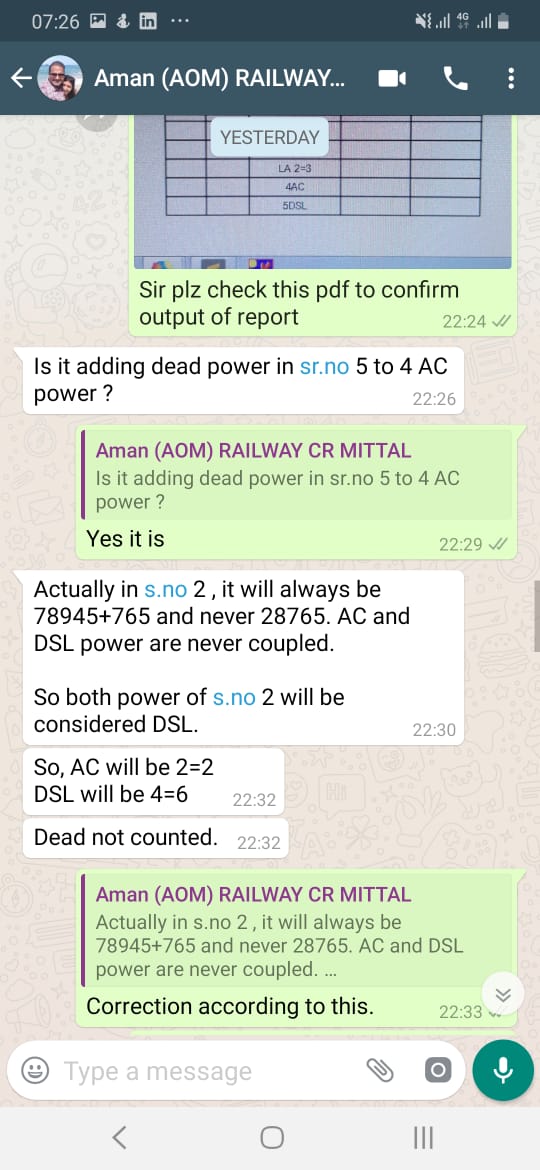 07:26
4G
Aman (AOM) RAILWAY...
YESTERDAY
LA 2=3
4AC
5DSL
Sir plz check this pdf to confirm
output of report
22:24
Is it adding dead power in sr.no 5 to 4 AC
power ?
22:26
Aman (AOM) RAILWAY CR MITTAL
Is it adding dead power in sr.no 5 to 4 AC
power ?
Yes it is
22:29
Actually in s.no 2 , it will always be
78945+765 and never 28765. AC and
DSL power are never coupled.
So both power of s.no 2 will be
considered DSL.
22:30
So, AC will be 2=2
DSL will be 4=6
22:32
Dead not counted.
22:32
Aman (AOM) RAILWAY CR MITTAL
Actually in s.no 2 , it will always be
78945+765 and never 28765. AC and DSL
power are never coupled. ...
Correction according to this.
22:33
Type a message